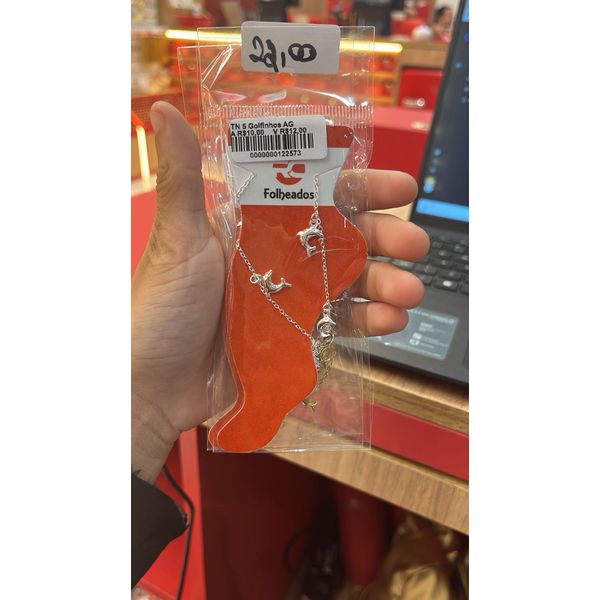 22,00
TN 5 Golfinhos AG
A R$10,00 V R$12,00
0000000122573
Folheados